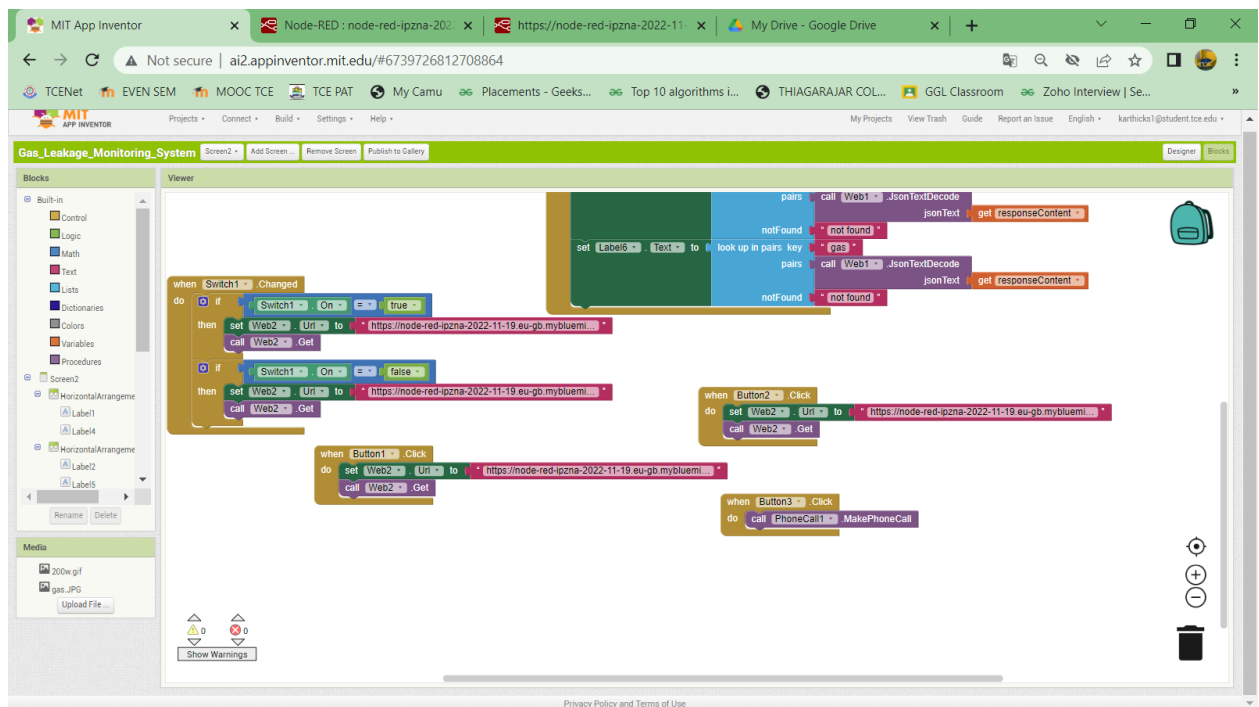 MIT App Inventor
Node-RED : node-red-ipzna-202
https://node-red-ipzna-2022-11-
My Drive - Google Drive
Not secure | ai2.appinventor.mit.edu/#6739726812708864
TCENet
EVEN SEM
MOOC TCE
TCE PAT
My Camu
Placements - Geeks...
Top 10 algorithms i...
THIAGARAJAR COL...
GGL Classroom
Zoho Interview | Se...
»
MIT
APP INVENTOR
Projects
Connect
Build
Settings
Help
My Projects
View Trash
Guide
Report an Issue
English
karthicks1@student.tce.edu
Gas_Leakage_Monitoring_System
Screen2
Add Screen ...
Remove Screen
Publish to Gallery
Designer
Blocks
Blocks
Viewer
Built-in
Control
Logic
Math
Text
Lists
Dictionaries
Colors
Variables
Procedures
Screen2
HorizontalArrangeme
Label1
Label4
HorizontalArrangeme
Label2
Label5
Rename
Delete
Media
200w.gif
gas.JPG
Upload File ...
pairs call Web1 .JsonTextDecode
jsonText get responseContent
notFound " not found "
set Label6 . Text to look up in pairs key " gas "
pairs call Web1 .JsonTextDecode
jsonText get responseContent
notFound " not found "
when Switch1 .Changed
do if Switch1 . On = true
then set Web2 . Url to " https://node-red-ipzna-2022-11-19.eu-gb.mybluemi... "
call Web2 .Get
if Switch1 . On = false
then set Web2 . Url to " https://node-red-ipzna-2022-11-19.eu-gb.mybluemi... "
call Web2 .Get
when Button2 .Click
do set Web2 . Url to " https://node-red-ipzna-2022-11-19.eu-gb.mybluemi... "
call Web2 .Get
when Button1 .Click
do set Web2 . Url to " https://node-red-ipzna-2022-11-19.eu-gb.mybluemi... "
call Web2 .Get
when Button3 .Click
do call PhoneCall1 .MakePhoneCall
0
0
Show Warnings
Privacy Policy and Terms of Use